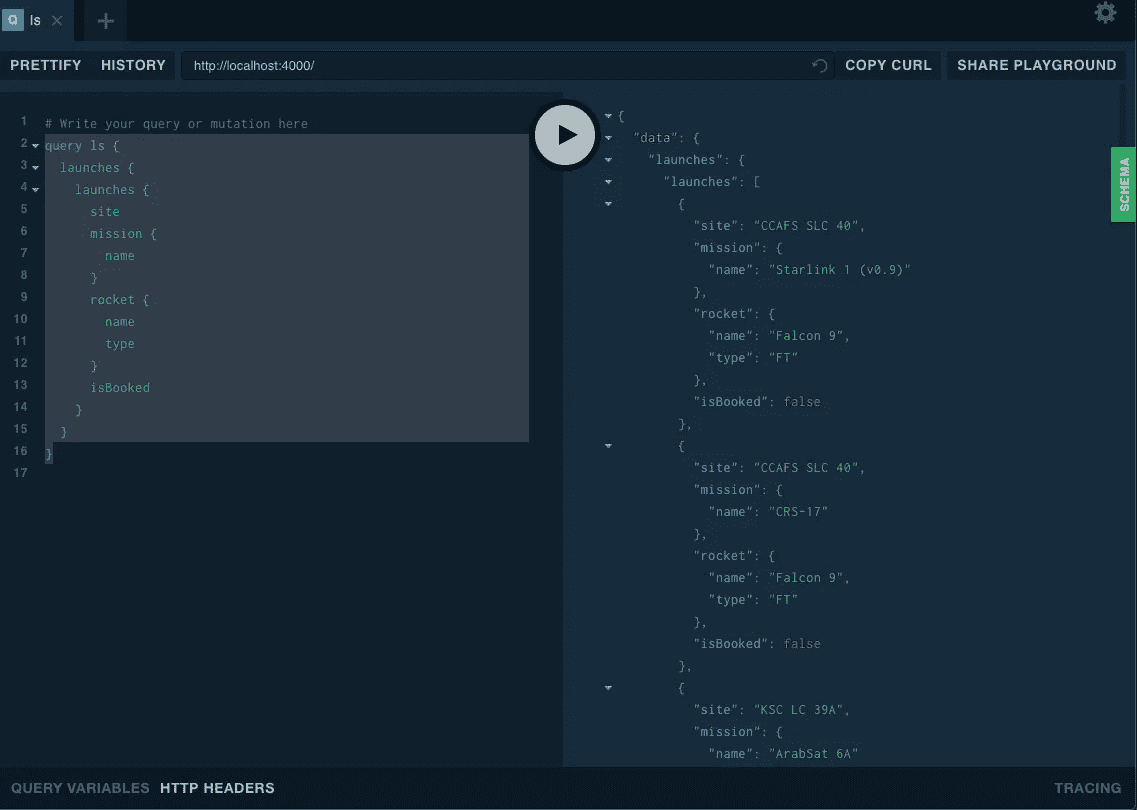 Q ls
PRETTIFY HISTORY http://localhost:4000/ COPY CURL SHARE PLAYGROUND
1 # Write your query or mutation here
2 query ls {
3 launches {
4 launches {
5 site
6 mission {
7 name
8 }
9 rocket {
10 name
11 type
12 }
13 isBooked
14 }
15 }
16 }
17
{
"data": {
"launches": {
"launches": [
{
"site": "CCAFS SLC 40",
"mission": {
"name": "Starlink 1 (v0.9)"
},
"rocket": {
"name": "Falcon 9",
"type": "FT"
},
"isBooked": false
},
{
"site": "CCAFS SLC 40",
"mission": {
"name": "CRS-17"
},
"rocket": {
"name": "Falcon 9",
"type": "FT"
},
"isBooked": false
},
{
"site": "KSC LC 39A",
"mission": {
"name": "ArabSat 6A"
SCHEMA
QUERY VARIABLES HTTP HEADERS TRACING